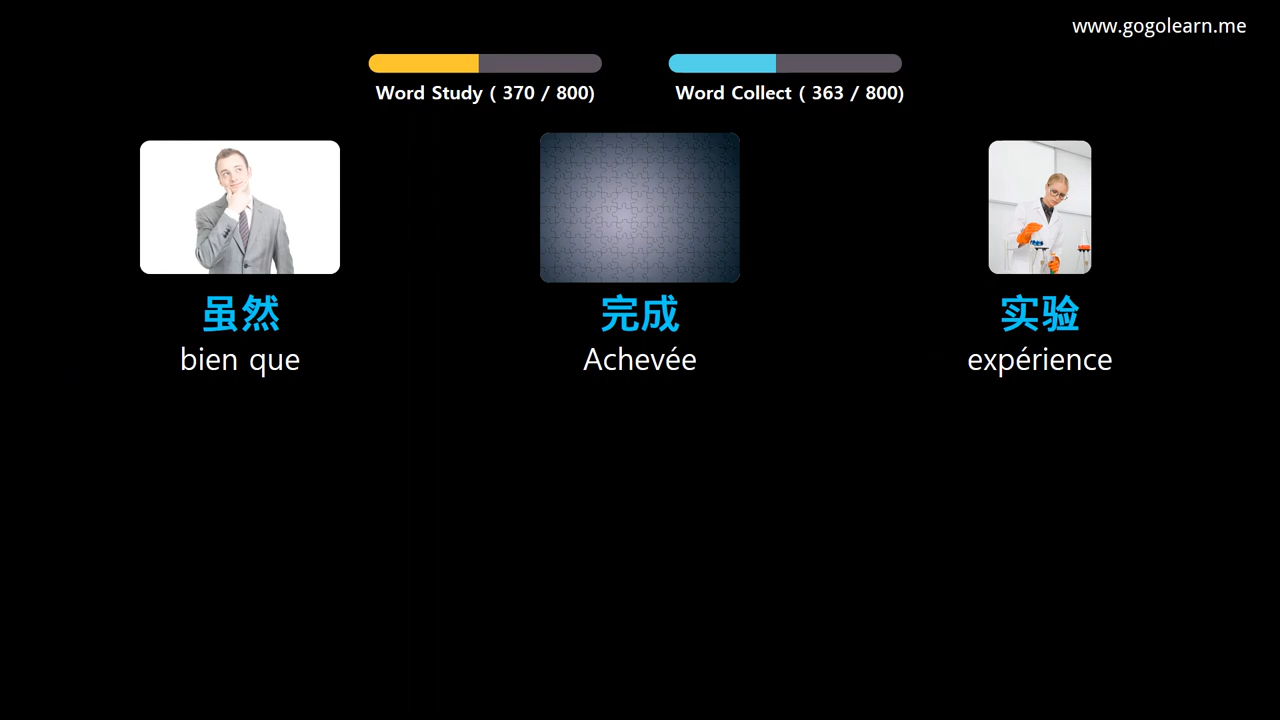 www.gogolearn.me
Word Study ( 370 / 800)
Word Collect ( 363 / 800)
虽然
完成
实验
bien que
Achevée
expérience